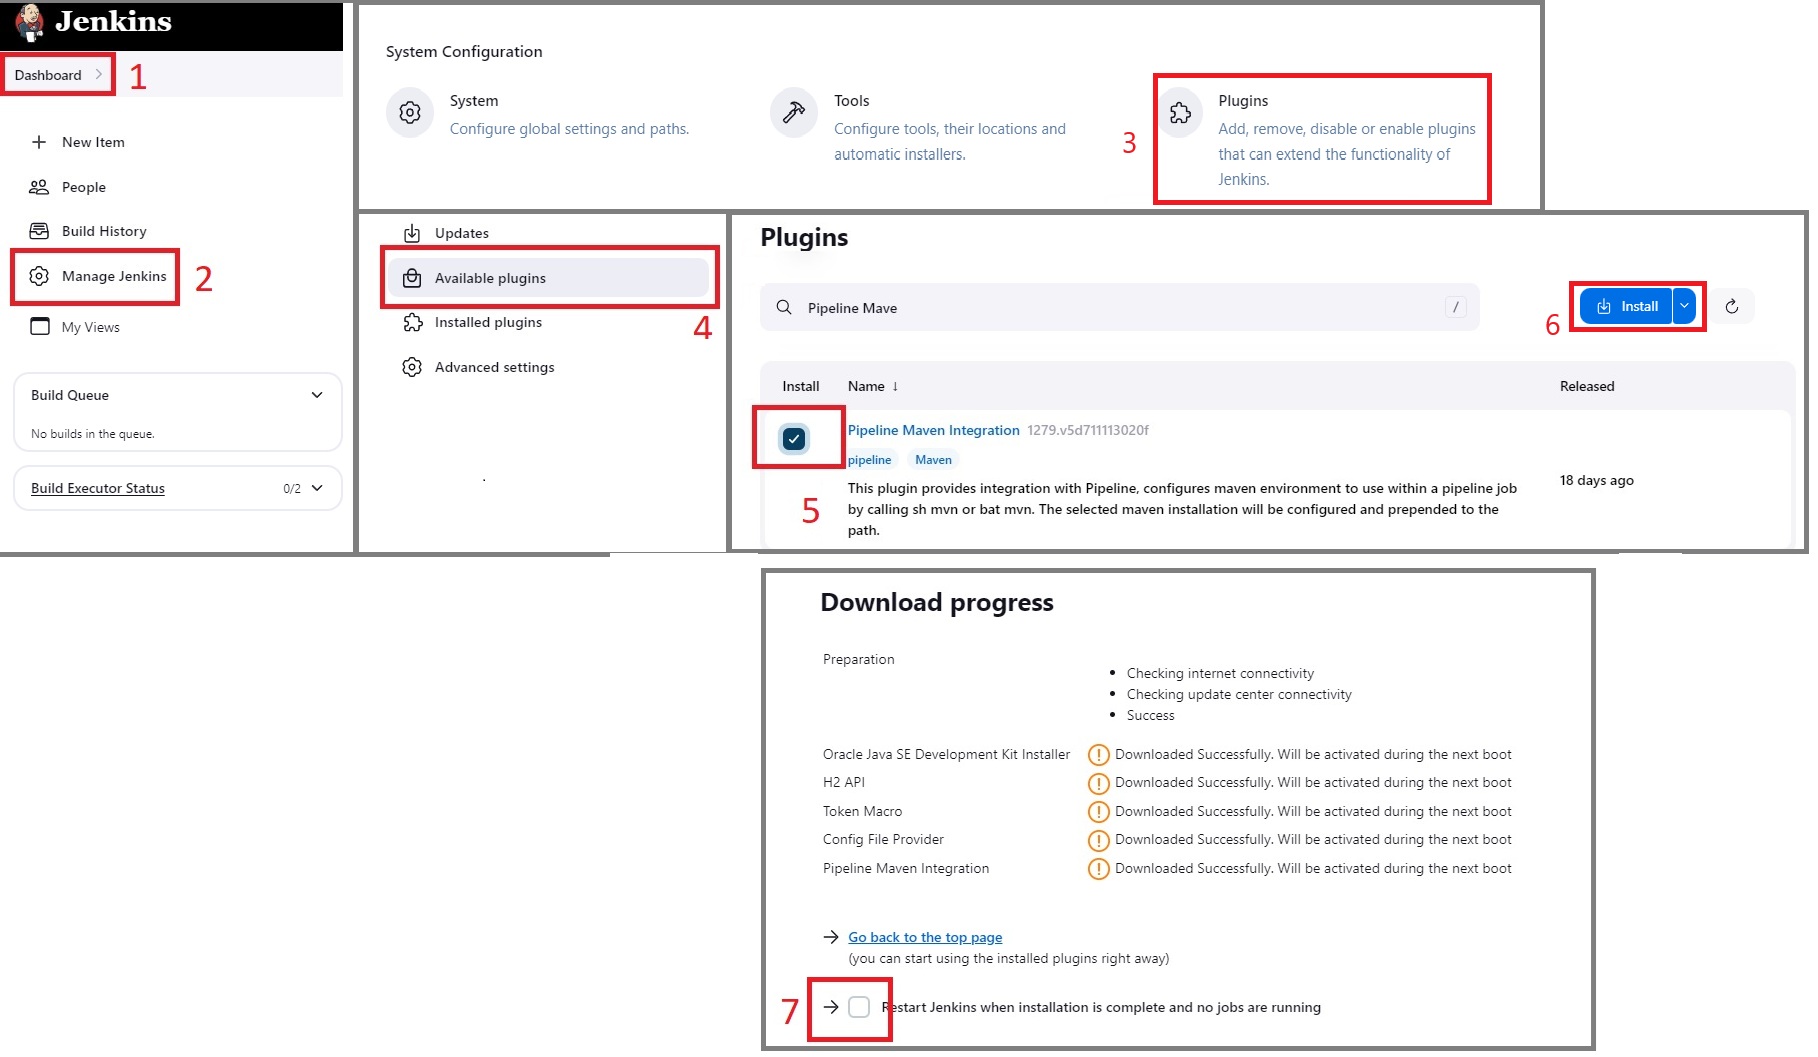 Jenkins
Dashboard
1
New Item
People
Build History
Manage Jenkins
2
My Views
Build Queue
No builds in the queue.
Build Executor Status
0/2
System Configuration
System
Configure global settings and paths.
Tools
Configure tools, their locations and
automatic installers.
3
Plugins
Add, remove, disable or enable plugins
that can extend the functionality of
Jenkins.
Updates
Available plugins
Installed plugins
4
Advanced settings
.
Plugins
Pipeline Mave
/
6
Install
Install
Name ↓
Released
Pipeline Maven Integration 1279.v5d711113020f
pipeline
Maven
5
This plugin provides integration with Pipeline, configures maven environment to use within a pipeline job
by calling sh mvn or bat mvn. The selected maven installation will be configured and prepended to the
path.
18 days ago
Download progress
Preparation
• Checking internet connectivity
• Checking update center connectivity
• Success
Oracle Java SE Development Kit Installer
Downloaded Successfully. Will be activated during the next boot
H2 API
Downloaded Successfully. Will be activated during the next boot
Token Macro
Downloaded Successfully. Will be activated during the next boot
Config File Provider
Downloaded Successfully. Will be activated during the next boot
Pipeline Maven Integration
Downloaded Successfully. Will be activated during the next boot
→ Go back to the top page
(you can start using the installed plugins right away)
7
→ Restart Jenkins when installation is complete and no jobs are running